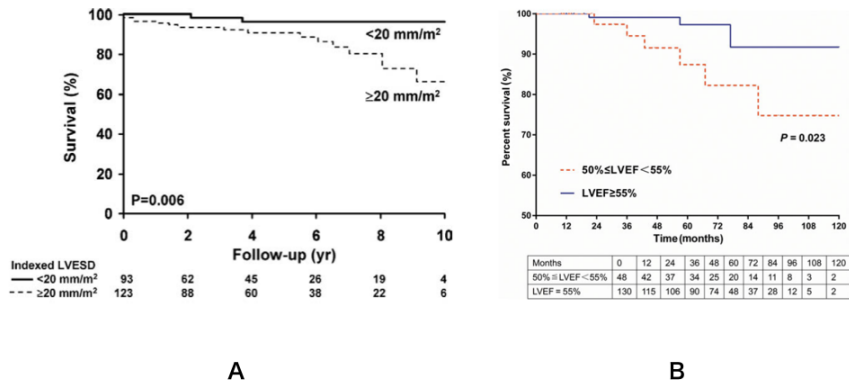 100
80
60
40
20
0
Survival (%)
<20 mm/m²
≥20 mm/m²
P=0.006
0 2 4 6 8 10
Follow-up (yr)
Indexed LVESD
<20 mm/m² 93 62 45 26 19 4
≥20 mm/m² 123 88 60 38 22 6
A
B
100
90
80
70
60
50
Percent survival (%)
P = 0.023
50%≤LVEF<55%
LVEF≥55%
0 12 24 36 48 60 72 84 96 108 120
Time (months)
Months 0 12 24 36 48 60 72 84 96 108 120
50%≦LVEF<55% 48 42 37 34 25 20 14 11 8 3 2
LVEF = 55% 130 115 106 90 74 48 37 28 12 5 2
B